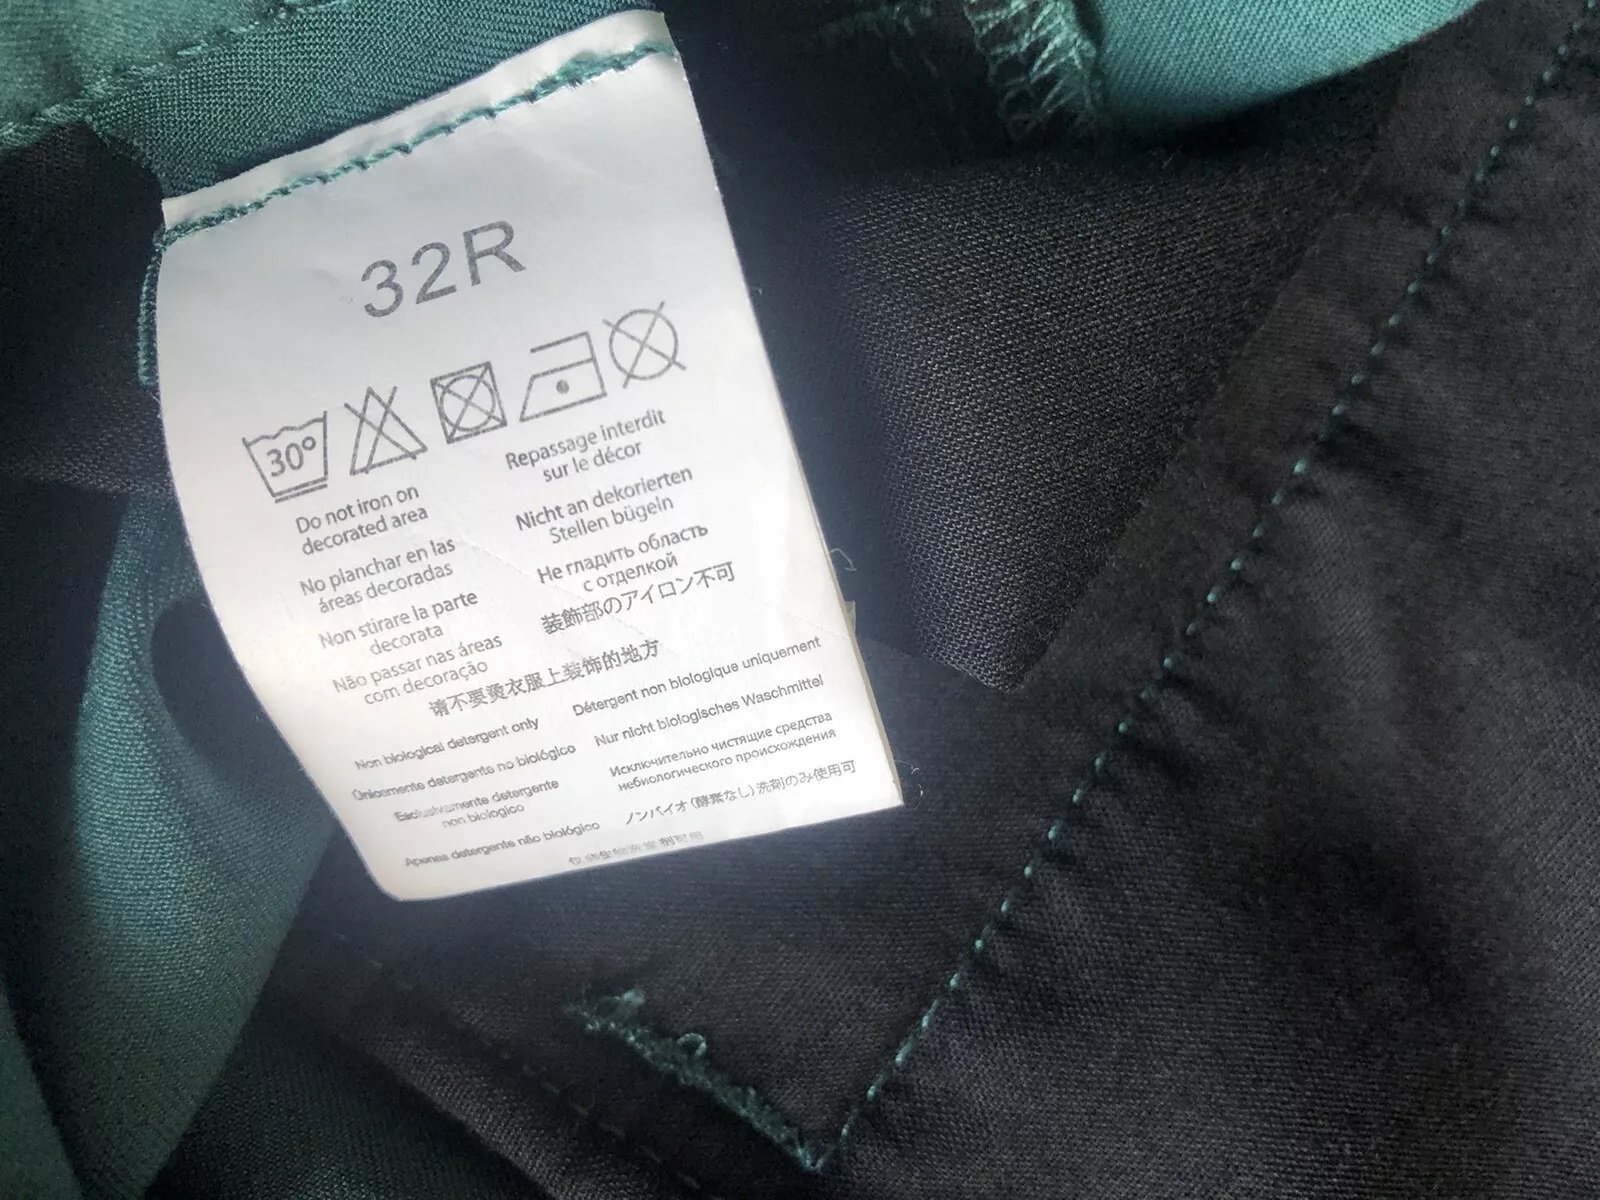 32R
30°
Do not iron on
decorated area
No planchar en las
áreas decoradas
Non stirare la parte
decorata
Não passar nas áreas
com decoração
Repassage interdit
sur le décor
Nicht an dekorierten
Stellen bügeln
Не гладить область
с отделкой
装飾部のアイロン不可
请不要烫衣服上装饰的地方
Non biological detergent only
Únicamente detergente no biológico
Esclusivamente detergente
non biologico
Apenas detergente não biológico
Détergent non biologique uniquement
Nur nicht biologisches Waschmittel
Исключительно чистящие средства
небиологического происхождения
ノンバイオ（酵素なし）洗剤のみ使用可